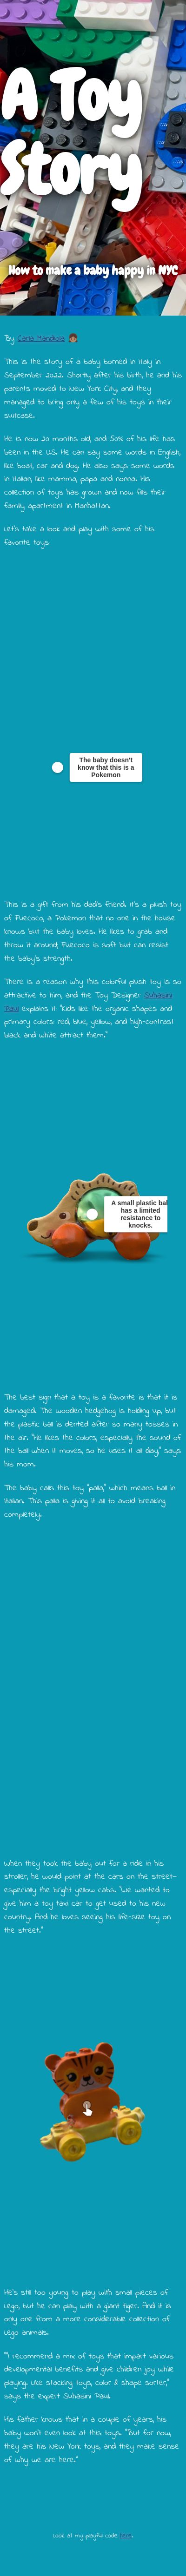 A Toy
Story
How to make a baby happy in NYC
By Carla Mandiola
This is the story of a baby borned in Italy in
September 2022. Shortly after his birth, he and his
parents moved to New York City, and they
managed to bring only a few of his toys in their
suitcase.
He is now 20 months old, and 50% of his life has
been in the US. He can say some words in English,
like boat, car and dog. He also says some words
in Italian, like mamma, papa and nonna. His
collection of toys has grown and now fills their
family apartment in Manhattan.
Let's take a look and play with some of his
favorite toys
The baby doesn't
know that this is a
Pokemon
This is a gift from his dad's friend. It's a plush toy
of Fuecoco, a Pokemon that no one in the house
knows but the baby loves. He likes to grab and
throw it around; Fuecoco is soft but can resist
the baby's strength.
There is a reason why this colorful plush toy is so
attractive to him, and the Toy Designer Suhasini
Paul explains it: "Kids like the organic shapes and
primary colors: red, blue, yellow, and high-contrast
black and white attract them."
A small plastic bal
has a limited
resistance to
knocks.
The best sign that a toy is a favorite is that it is
damaged. The wooden hedgehog is holding up, but
the plastic ball is dented after so many tosses in
the air. "He likes the colors, especially the sound of
the ball when it moves, so he uses it all day," says
his mom.
The baby calls this toy "palla," which means ball in
Italian. This palla is giving it all to avoid breaking
completely.
When they took the baby out for a ride in his
stroller, he would point at the cars on the street–
especially the bright yellow cabs. "We wanted to
give him a toy taxi car to get used to his new
country. And he loves seeing his life-size toy on
the street."
He's still too young to play with small pieces of
Lego, but he can play with a giant tiger. And it is
only one from a more considerable collection of
Lego animals.
"I recommend a mix of toys that impart various
developmental benefits and give children joy while
playing. Like stacking toys, color & shape sorter,"
says the expert Suhasini Paul.
His father knows that in a couple of years, his
baby won't even look at this toys. "But for now,
they are his New York toys, and they make sense
of why we are here."
Look at my playful code here.